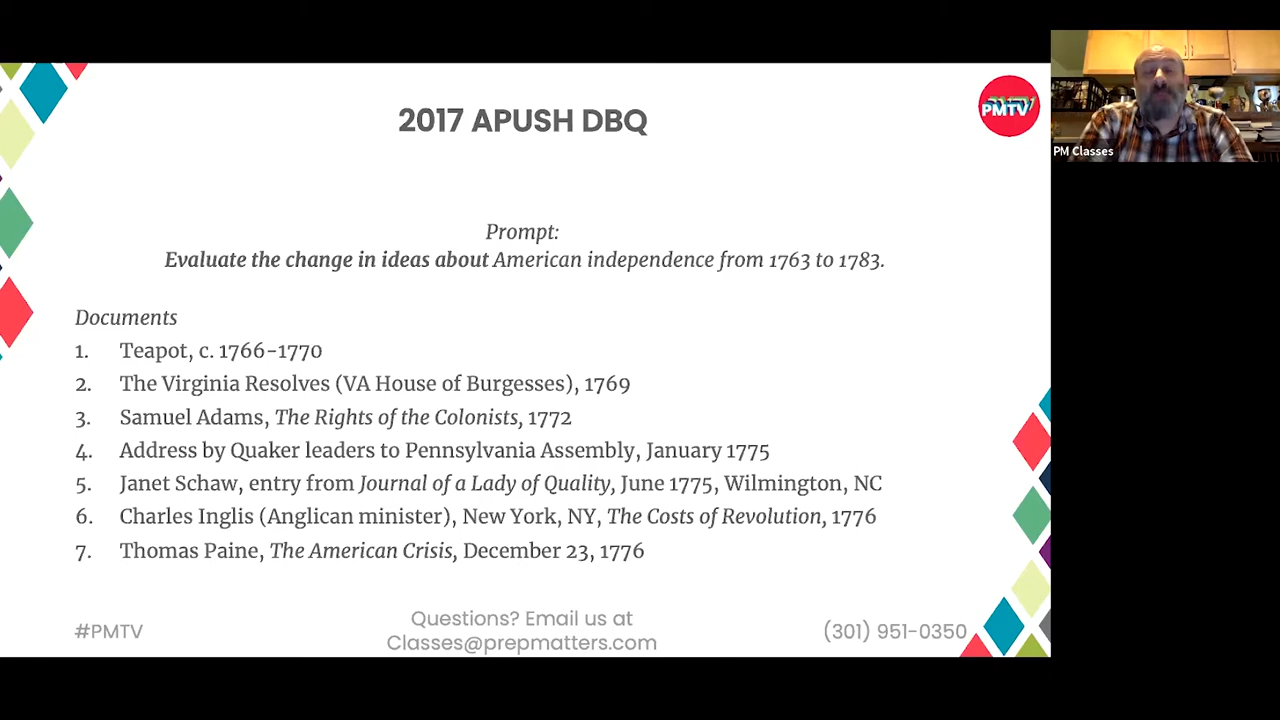 2017 APUSH DBQ
PMTV
PM Classes
Prompt:
Evaluate the change in ideas about American independence from 1763 to 1783.
Documents
1. Teapot, c. 1766-1770
2. The Virginia Resolves (VA House of Burgesses), 1769
3. Samuel Adams, The Rights of the Colonists, 1772
4. Address by Quaker leaders to Pennsylvania Assembly, January 1775
5. Janet Schaw, entry from Journal of a Lady of Quality, June 1775, Wilmington, NC
6. Charles Inglis (Anglican minister), New York, NY, The Costs of Revolution, 1776
7. Thomas Paine, The American Crisis, December 23, 1776
#PMTV
Questions? Email us at
Classes@prepmatters.com
(301) 951-0350